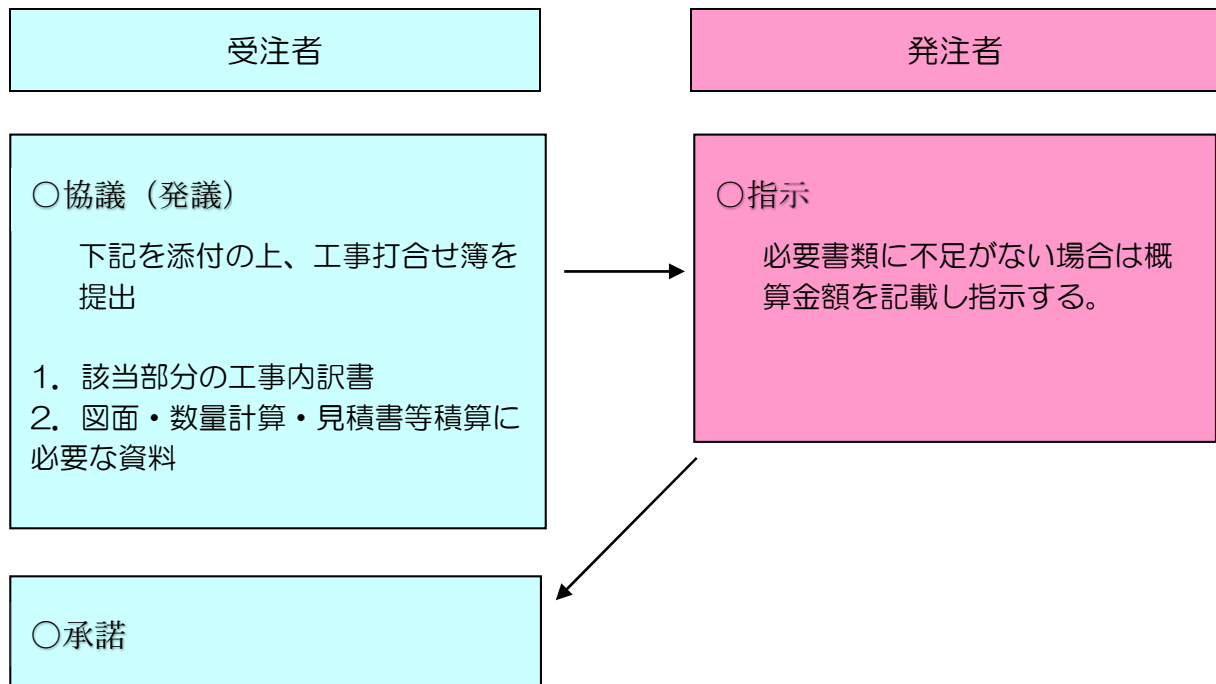 受注者
発注者
○協議（発議）
下記を添付の上、工事打合せ簿を
提出
1．該当部分の工事内訳書
2．図面・数量計算・見積書等積算に
必要な資料
○指示
必要書類に不足がない場合は概
算金額を記載し指示する。
○承諾